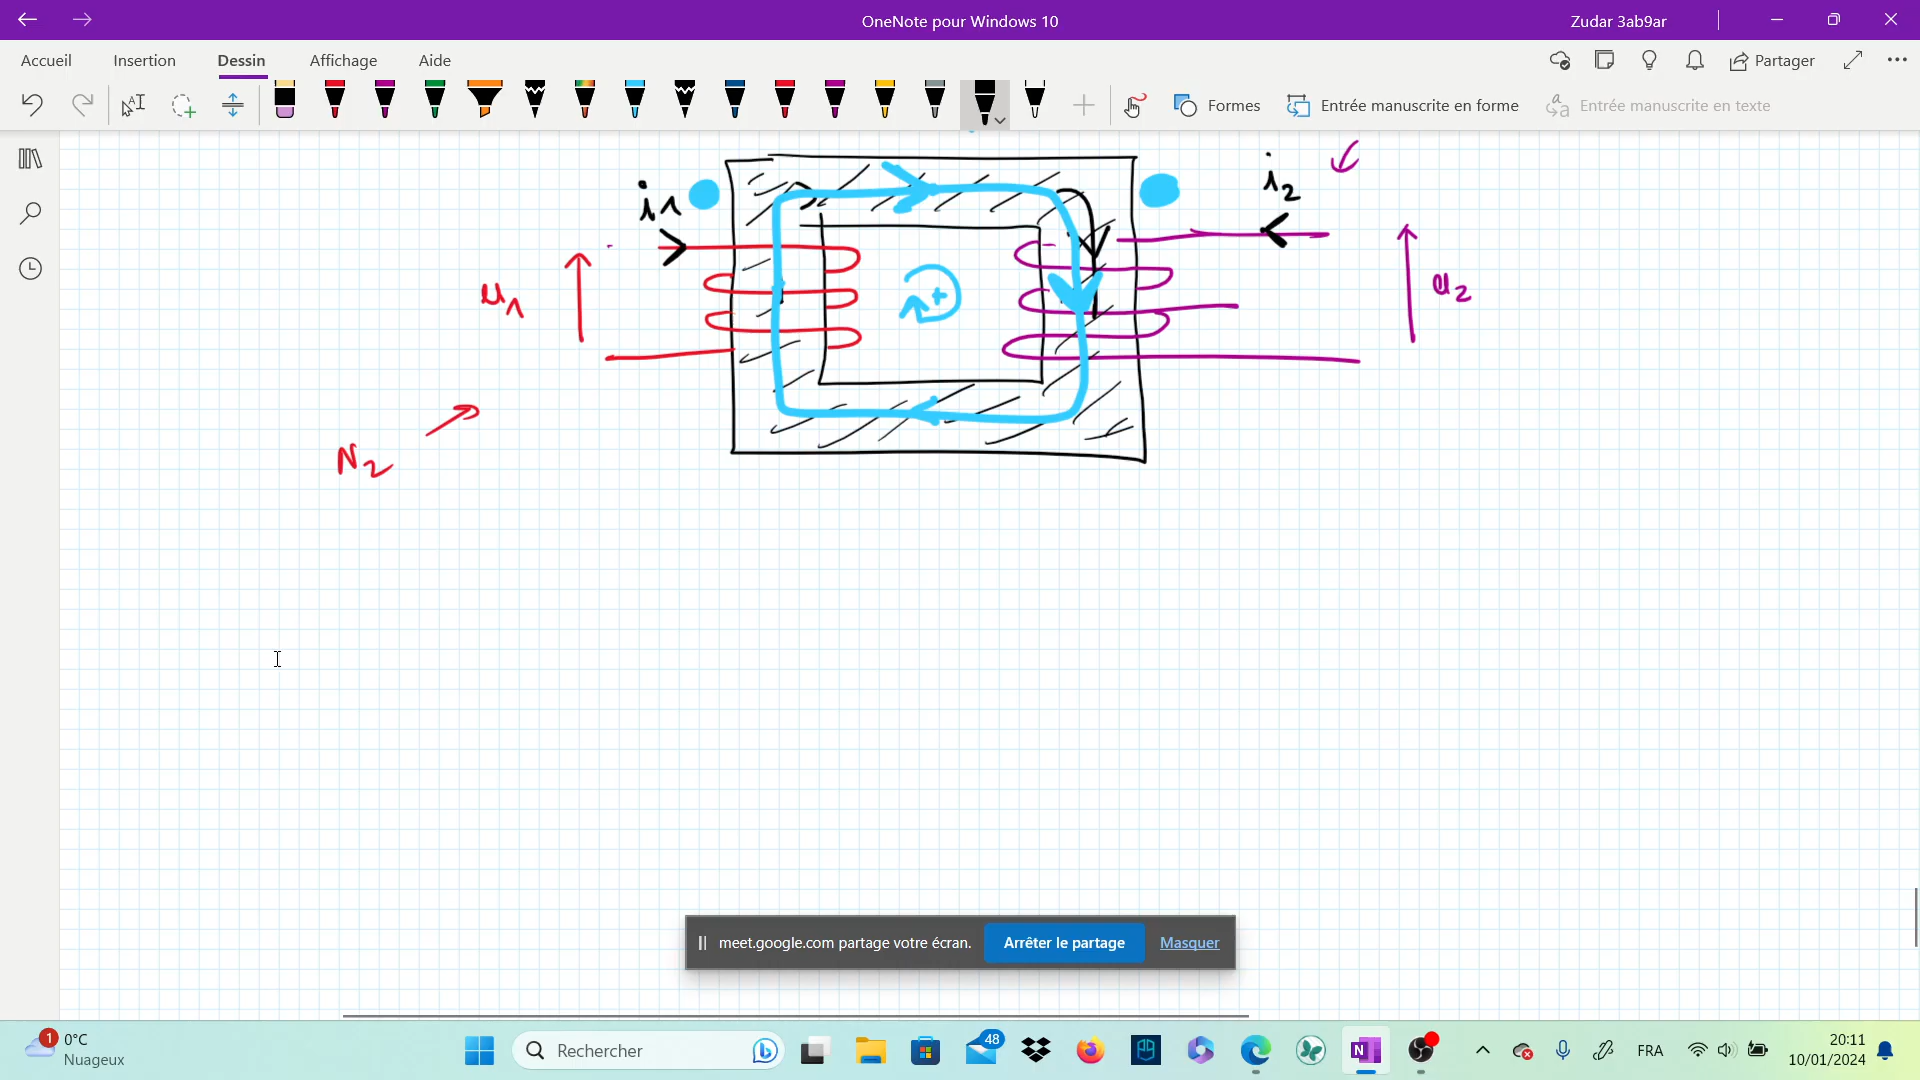 OneNote pour Windows 10
Zudar 3ab9ar
Accueil
Insertion
Dessin
Affichage
Aide
Partager
Formes
Entrée manuscrite en forme
Entrée manuscrite en texte
i1
i2
u1
+
u2
N2
meet.google.com partage votre écran.
Arrêter le partage
Masquer
1
0°C
Nuageux
Rechercher
48
FRA
20:11
10/01/2024